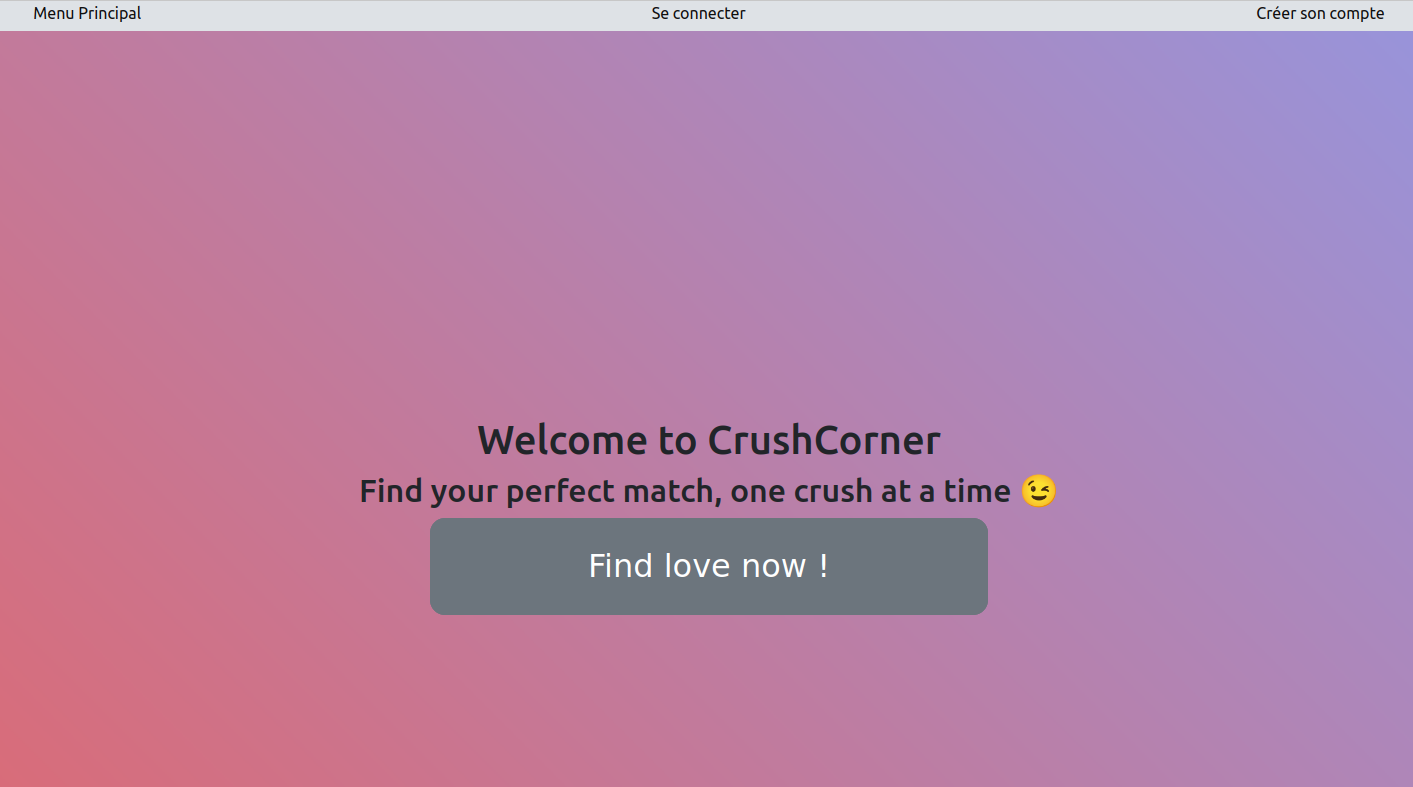 Menu Principal
Se connecter
Créer son compte
Welcome to CrushCorner
Find your perfect match, one crush at a time 😉
Find love now !